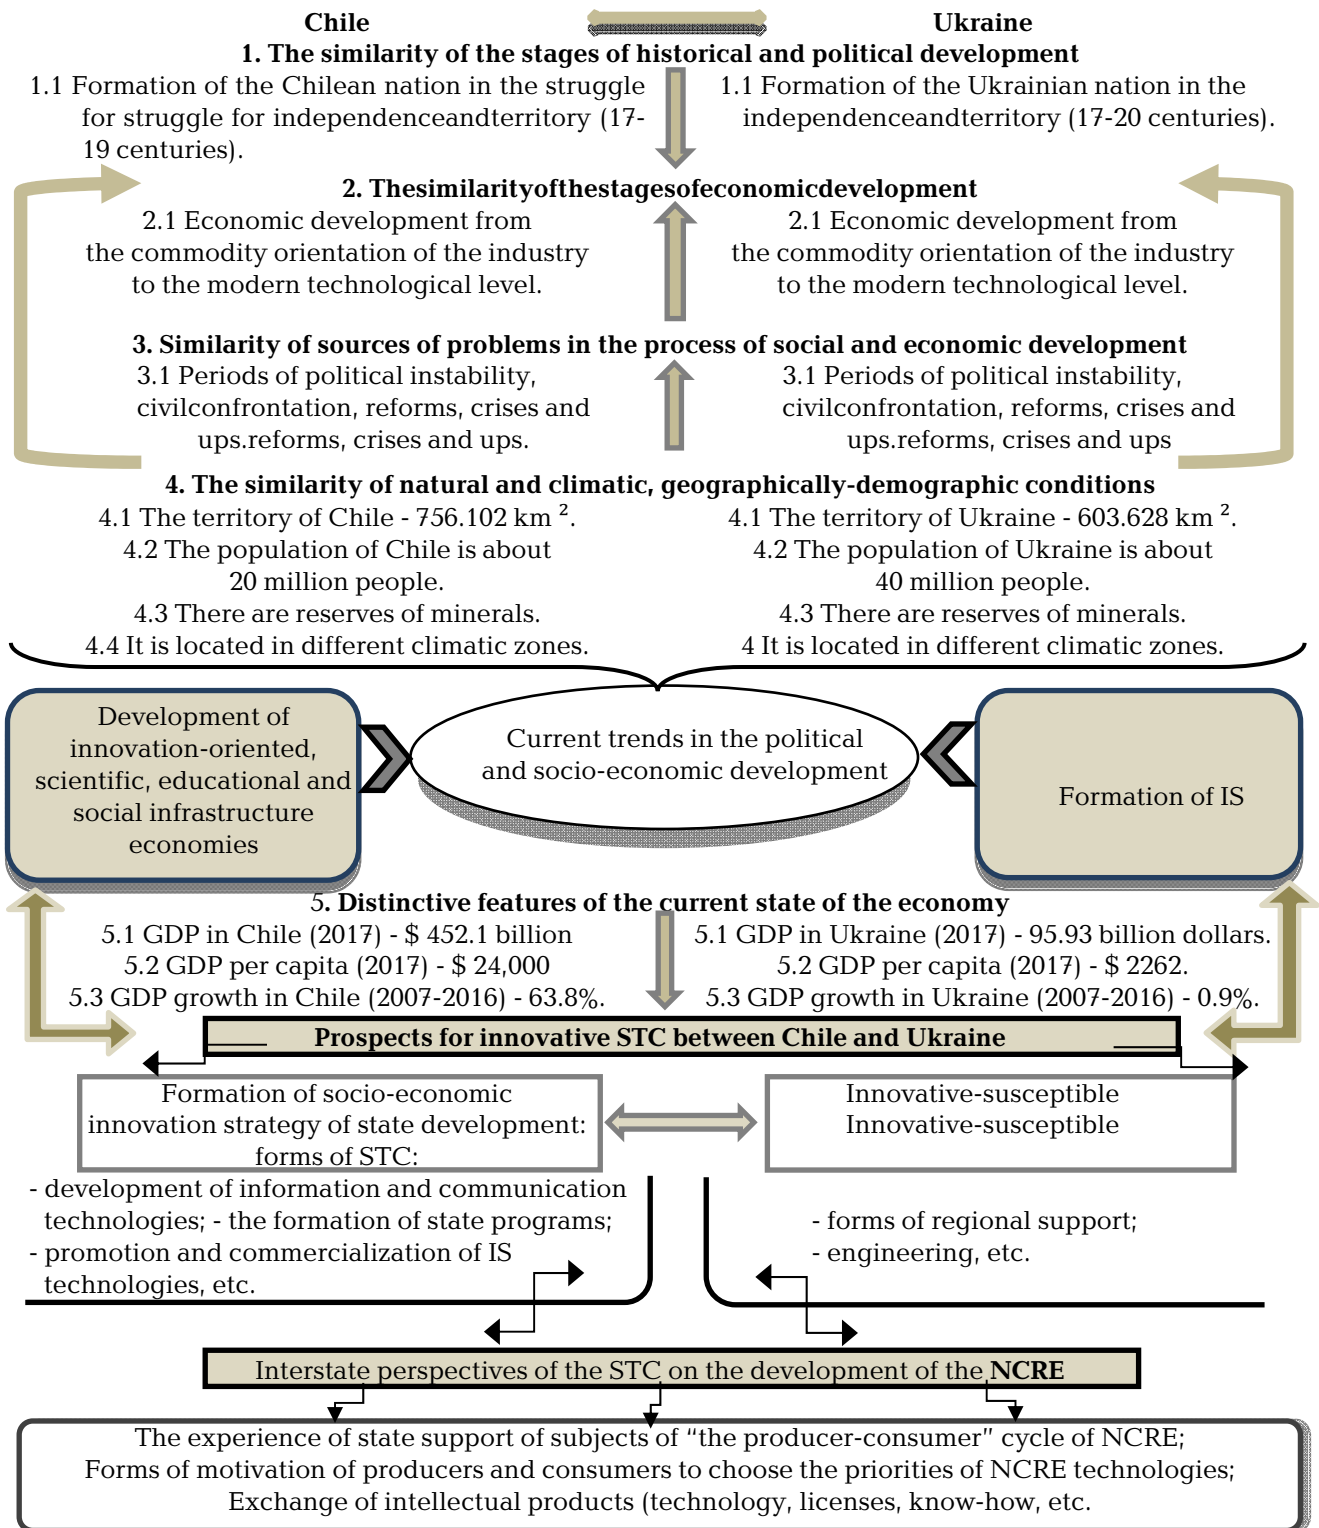 Chile
Ukraine
1. The similarity of the stages of historical and political development
1.1 Formation of the Chilean nation in the struggle
for struggle for independenceandterritory (17-
19 centuries).
1.1 Formation of the Ukrainian nation in the
independenceandterritory (17-20 centuries).
2. Thesimilarityofthestagesofeconomicdevelopment
2.1 Economic development from
the commodity orientation of the industry
to the modern technological level.
2.1 Economic development from
the commodity orientation of the industry
to the modern technological level.
3. Similarity of sources of problems in the process of social and economic development
3.1 Periods of political instability,
civilconfrontation, reforms, crises and
ups.reforms, crises and ups.
3.1 Periods of political instability,
civilconfrontation, reforms, crises and
ups.reforms, crises and ups
4. The similarity of natural and climatic, geographically-demographic conditions
4.1 The territory of Chile - 756.102 km ².
4.2 The population of Chile is about
20 million people.
4.3 There are reserves of minerals.
4.4 It is located in different climatic zones.
4.1 The territory of Ukraine - 603.628 km ².
4.2 The population of Ukraine is about
40 million people.
4.3 There are reserves of minerals.
4 It is located in different climatic zones.
Development of
innovation-oriented,
scientific, educational and
social infrastructure
economies
Current trends in the political
and socio-economic development
Formation of IS
5. Distinctive features of the current state of the economy
5.1 GDP in Chile (2017) - $ 452.1 billion
5.2 GDP per capita (2017) - $ 24,000
5.3 GDP growth in Chile (2007-2016) - 63.8%.
5.1 GDP in Ukraine (2017) - 95.93 billion dollars.
5.2 GDP per capita (2017) - $ 2262.
5.3 GDP growth in Ukraine (2007-2016) - 0.9%.
Prospects for innovative STC between Chile and Ukraine
Formation of socio-economic
innovation strategy of state development:
forms of STC:
Innovative-susceptible
Innovative-susceptible
- development of information and communication
technologies; - the formation of state programs;
- promotion and commercialization of IS
technologies, etc.
- forms of regional support;
- engineering, etc.
Interstate perspectives of the STC on the development of the NCRE
The experience of state support of subjects of “the producer-consumer” cycle of NCRE;
Forms of motivation of producers and consumers to choose the priorities of NCRE technologies;
Exchange of intellectual products (technology, licenses, know-how, etc.